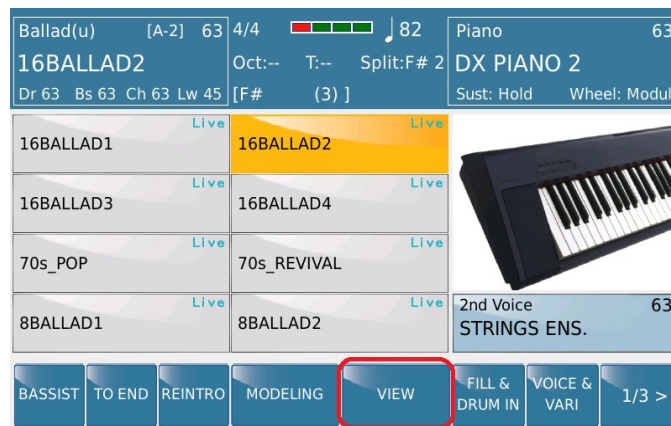 Ballad(u) [A-2] 63
16BALLAD2
Dr 63 Bs 63 Ch 63 Lw 45
4/4 82
Oct:-- T:-- Split:F# 2
[F# (3) ]
Piano 63
DX PIANO 2
Sust: Hold Wheel: Modul
Live Live
16BALLAD1 16BALLAD2
Live Live
16BALLAD3 16BALLAD4
Live Live
70s_POP 70s_REVIVAL
Live Live
8BALLAD1 8BALLAD2
2nd Voice 63
STRINGS ENS.
BASSIST TO END REINTRO MODELING VIEW FILL & DRUM IN VOICE & VARI 1/3 >